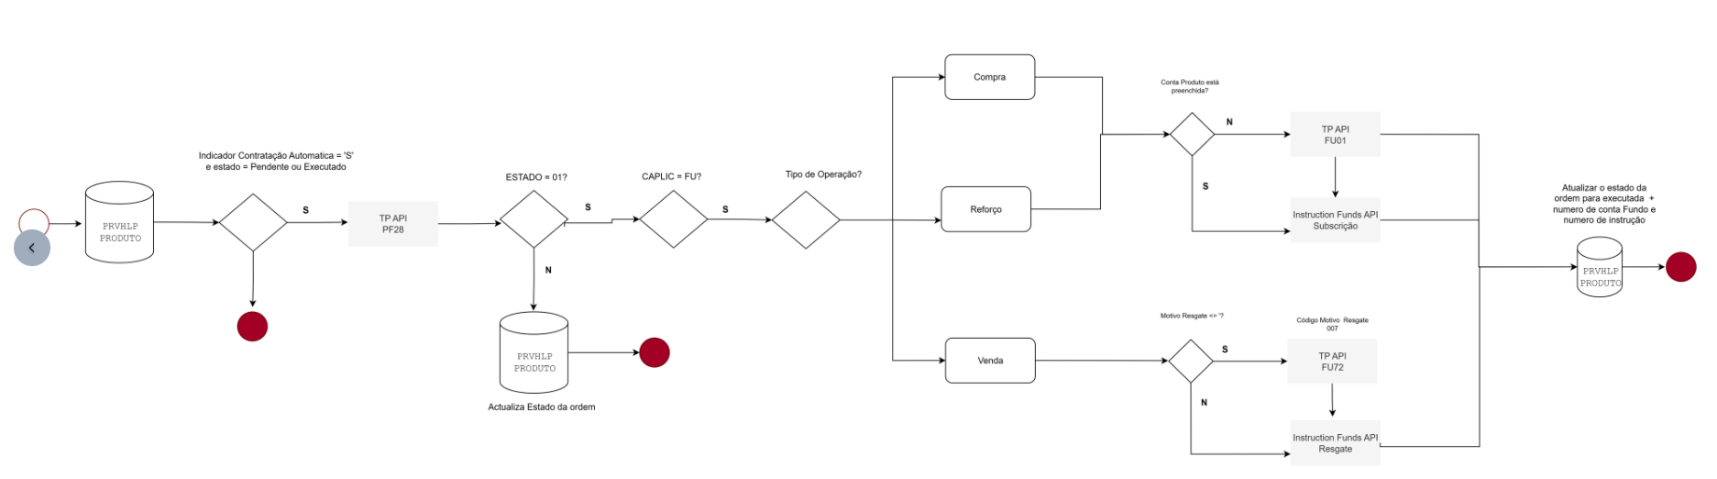 PRVHLP
PRODUTO
Indicador Contratação Automatica = 'S'
e estado = Pendente ou Executado
S
TP API
PF28
ESTADO = 01?
S
N
PRVHLP
PRODUTO
Actualiza Estado da ordem
CAPLIC = FU?
S
Tipo de Operação?
Compra
Reforço
Venda
Conta Produto está
preenchida?
N
S
TP API
FU01
Instruction Funds API
Subscrição
Motivo Resgate <> '?
S
N
Código Motivo Resgate
007
TP API
FU72
Instruction Funds API
Resgate
Atualizar o estado da
ordem para executada +
numero de conta Fundo e
numero de instrução
PRVHLP
PRODUTO